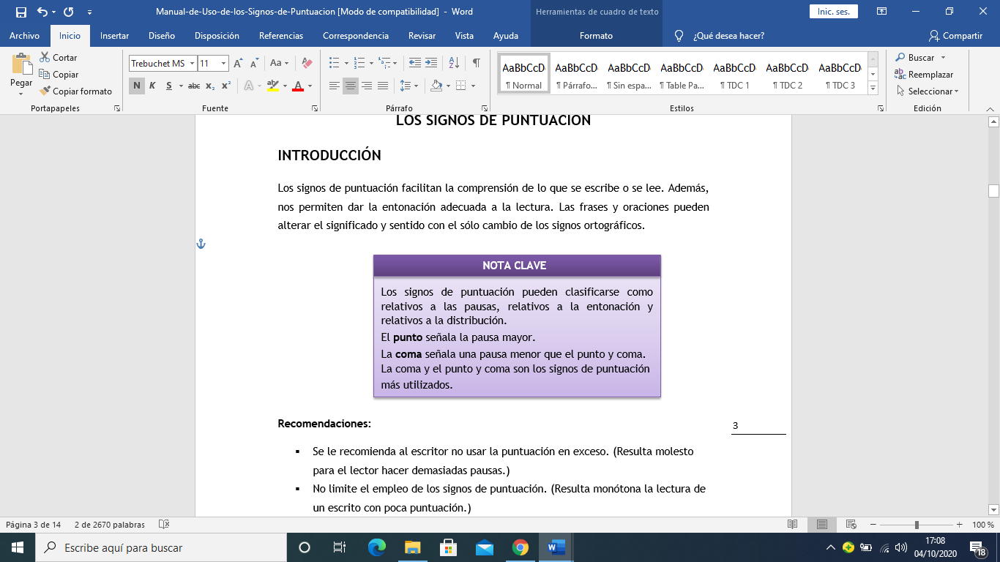 Manual-de-Uso-de-los-Signos-de-Puntuacion [Modo de compatibilidad] - Word
Herramientas de cuadro de texto
Inic. ses.
Archivo Inicio Insertar Diseño Disposición Referencias Correspondencia Revisar Vista Ayuda Formato ¿Qué desea hacer? Compartir
Pegar
Cortar
Copiar
Copiar formato
Portapapeles
Trebuchet MS 11
Aa
N K S abc x₂ x²
Fuente
Párrafo
AaBbCcD AaBbCcD AaBbCcD AaBbCcD AaBbCcD AaBbCcD AaBbCcD
¶ Normal ¶ Párrafo... ¶ Sin espa... ¶ Table Pa... ¶ TDC 1 ¶ TDC 2 ¶ TDC 3
Estilos
Buscar
Reemplazar
Seleccionar
Edición
LOS SIGNOS DE PUNTUACION
INTRODUCCIÓN
Los signos de puntuación facilitan la comprensión de lo que se escribe o se lee. Además,
nos permiten dar la entonación adecuada a la lectura. Las frases y oraciones pueden
alterar el significado y sentido con el sólo cambio de los signos ortográficos.
NOTA CLAVE
Los signos de puntuación pueden clasificarse como
relativos a las pausas, relativos a la entonación y
relativos a la distribución.
El punto señala la pausa mayor.
La coma señala una pausa menor que el punto y coma.
La coma y el punto y coma son los signos de puntuación
más utilizados.
Recomendaciones:
3
▪ Se le recomienda al escritor no usar la puntuación en exceso. (Resulta molesto
para el lector hacer demasiadas pausas.)
▪ No limite el empleo de los signos de puntuación. (Resulta monótona la lectura de
un escrito con poca puntuación.)
Página 3 de 14 2 de 2670 palabras 100 %
Escribe aquí para buscar
17:08
04/10/2020
18